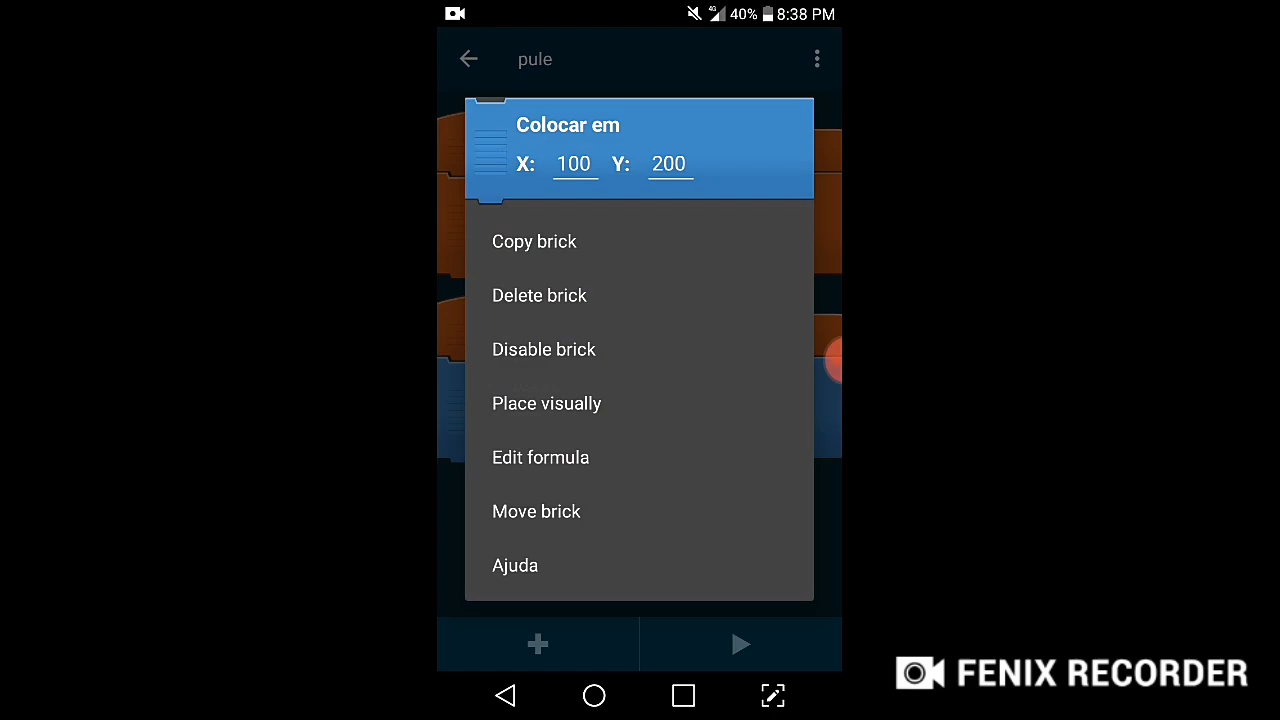 4G 40% 8:38 PM
pule
Colocar em
X: 100 Y: 200
Copy brick
Delete brick
Disable brick
Place visually
Edit formula
Move brick
Ajuda
FENIX RECORDER